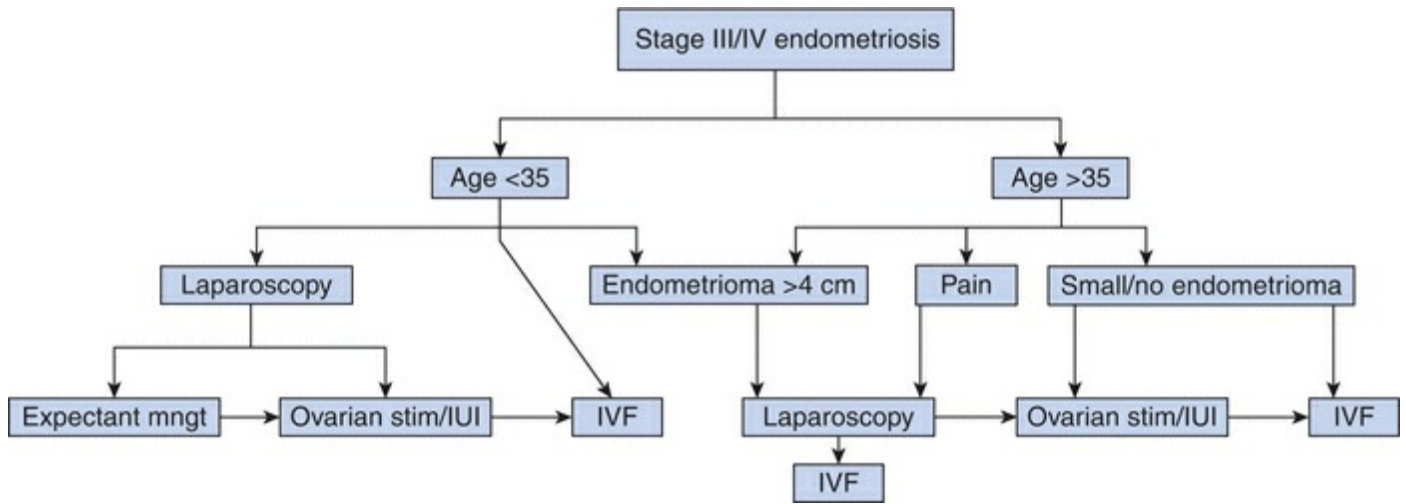 Stage III/IV endometriosis
Age <35
Age >35
Laparoscopy
Endometrioma >4 cm
Pain
Small/no endometrioma
Expectant mngt
Ovarian stim/IUI
IVF
Laparoscopy
Ovarian stim/IUI
IVF
IVF